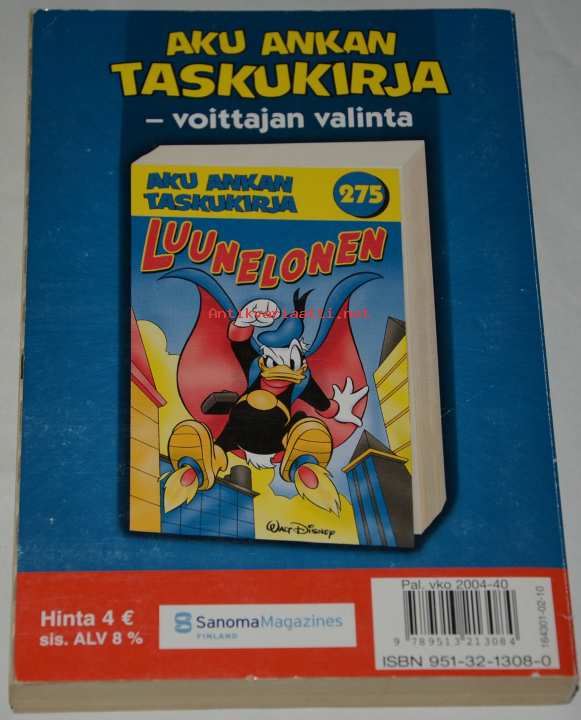 AKU ANKAN
TASKUKIRJA
– voittajan valinta
AKU ANKAN
TASKUKIRJA
275
LUUNELONEN
Antikvariaatti.net
WALT DISNEY
Hinta 4 €
sis. ALV 8 %
SanomaMagazines
FINLAND
Pal. vko 2004-40
9 789513 213084
ISBN 951-32-1308-0
164301-02-10